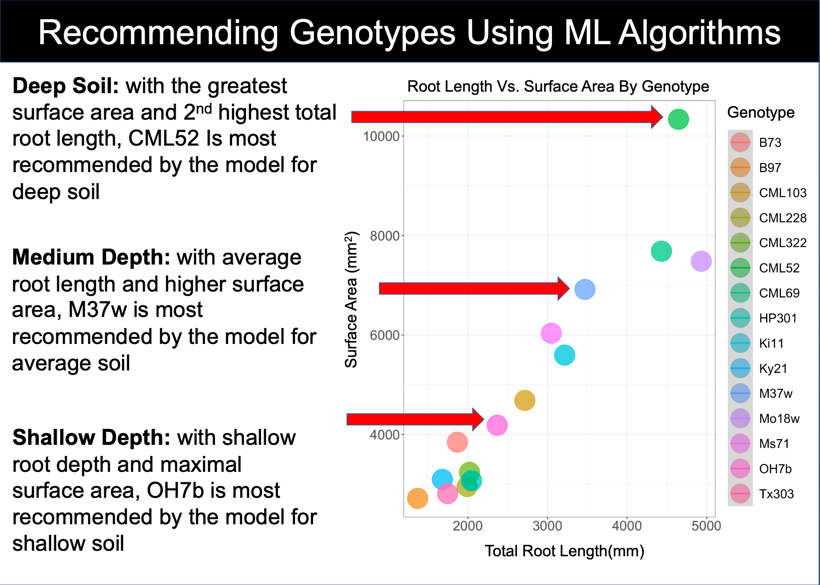 Recommending Genotypes Using ML Algorithms
Deep Soil: with the greatest
surface area and 2nd highest total
root length, CML52 Is most
recommended by the model for
deep soil
Medium Depth: with average
root length and higher surface
area, M37w is most
recommended by the model for
average soil
Shallow Depth: with shallow
root depth and maximal
surface area, OH7b is most
recommended by the model for
shallow soil
Root Length Vs. Surface Area By Genotype
Surface Area (mm²)
10000
8000
6000
4000
2000 3000 4000 5000
Total Root Length(mm)
Genotype
B73
B97
CML103
CML228
CML322
CML52
CML69
HP301
Ki11
Ky21
M37w
Mo18w
Ms71
OH7b
Tx303